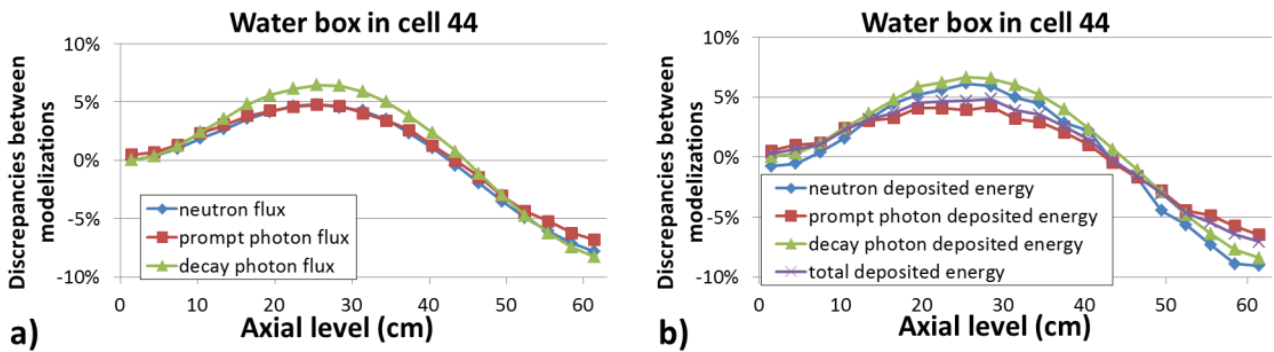 Water box in cell 44
Discrepancies between
modelizations
10%
5%
0%
-5%
-10%
neutron flux
prompt photon flux
decay photon flux
0 10 20 30 40 50 60
Axial level (cm)
a)
Water box in cell 44
Discrepancies between
modelizations
10%
5%
0%
-5%
-10%
neutron deposited energy
prompt photon deposited energy
decay photon deposited energy
total deposited energy
0 10 20 30 40 50 60
Axial level (cm)
b)